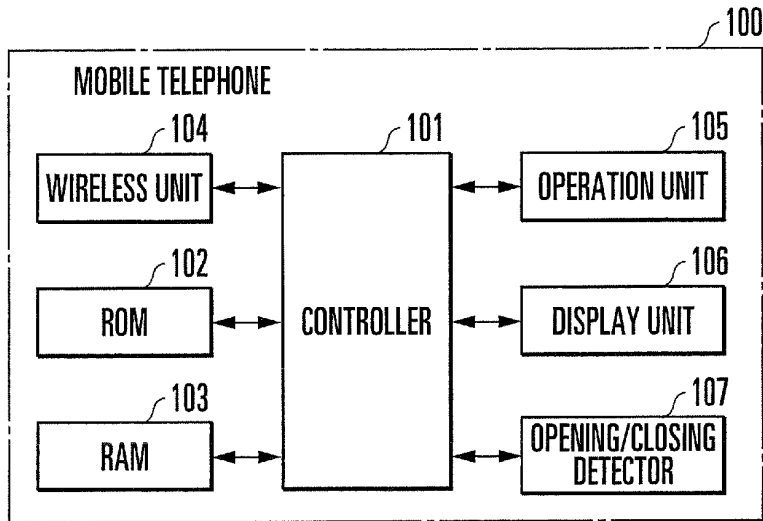 100
MOBILE TELEPHONE
104
WIRELESS UNIT
101
CONTROLLER
105
OPERATION UNIT
102
ROM
106
DISPLAY UNIT
103
RAM
107
OPENING/CLOSING
DETECTOR